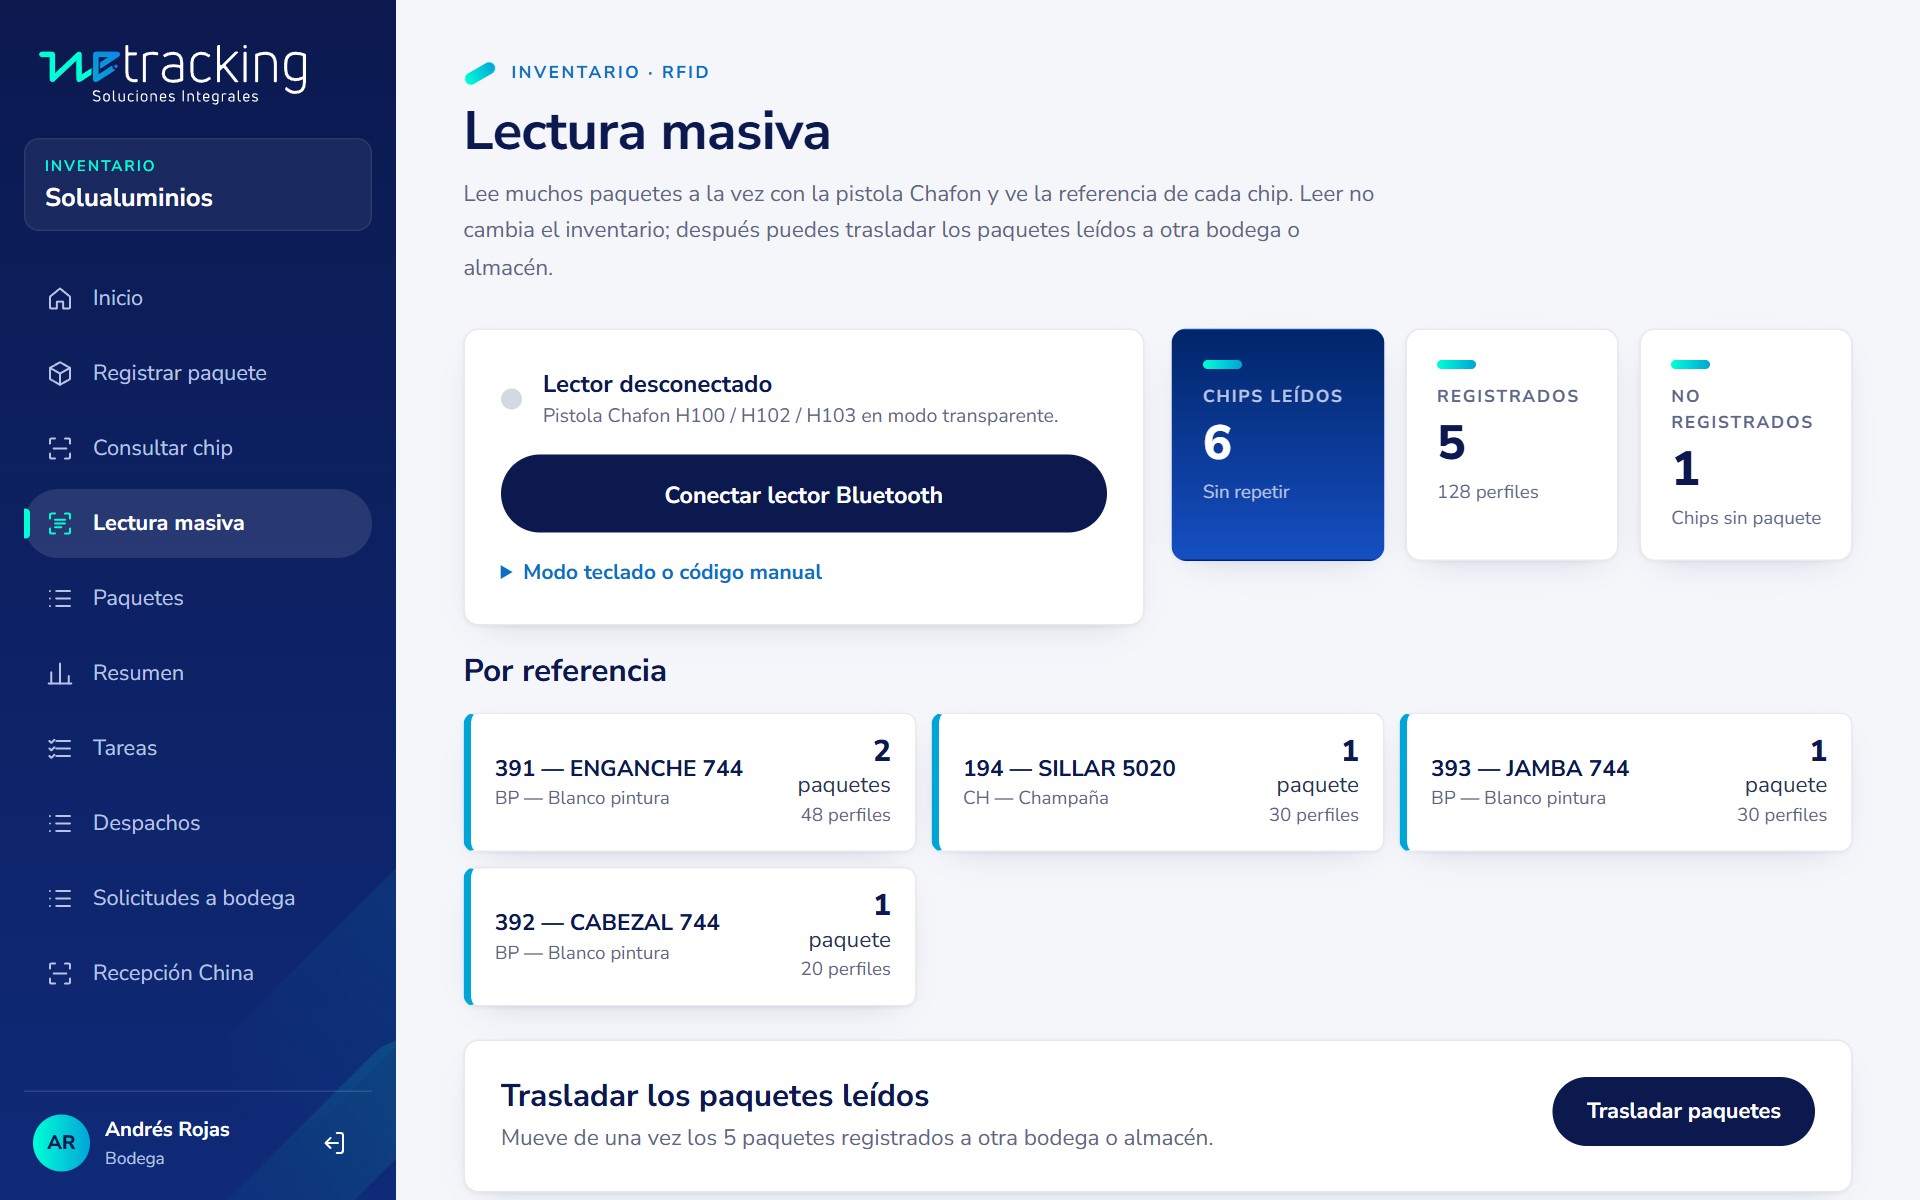 wetracking
Soluciones Integrales
INVENTARIO
Solualuminios
Inicio
Registrar paquete
Consultar chip
Lectura masiva
Paquetes
Resumen
Tareas
Despachos
Solicitudes a bodega
Recepción China
AR
Andrés Rojas
Bodega
INVENTARIO · RFID
Lectura masiva
Lee muchos paquetes a la vez con la pistola Chafon y ve la referencia de cada chip. Leer no
cambia el inventario; después puedes trasladar los paquetes leídos a otra bodega o
almacén.
Lector desconectado
Pistola Chafon H100 / H102 / H103 en modo transparente.
Conectar lector Bluetooth
Modo teclado o código manual
CHIPS LEÍDOS
6
Sin repetir
REGISTRADOS
5
128 perfiles
NO
REGISTRADOS
1
Chips sin paquete
Por referencia
391 — ENGANCHE 744
BP — Blanco pintura
2
paquetes
48 perfiles
194 — SILLAR 5020
CH — Champaña
1
paquete
30 perfiles
393 — JAMBA 744
BP — Blanco pintura
1
paquete
30 perfiles
392 — CABEZAL 744
BP — Blanco pintura
1
paquete
20 perfiles
Trasladar los paquetes leídos
Mueve de una vez los 5 paquetes registrados a otra bodega o almacén.
Trasladar paquetes